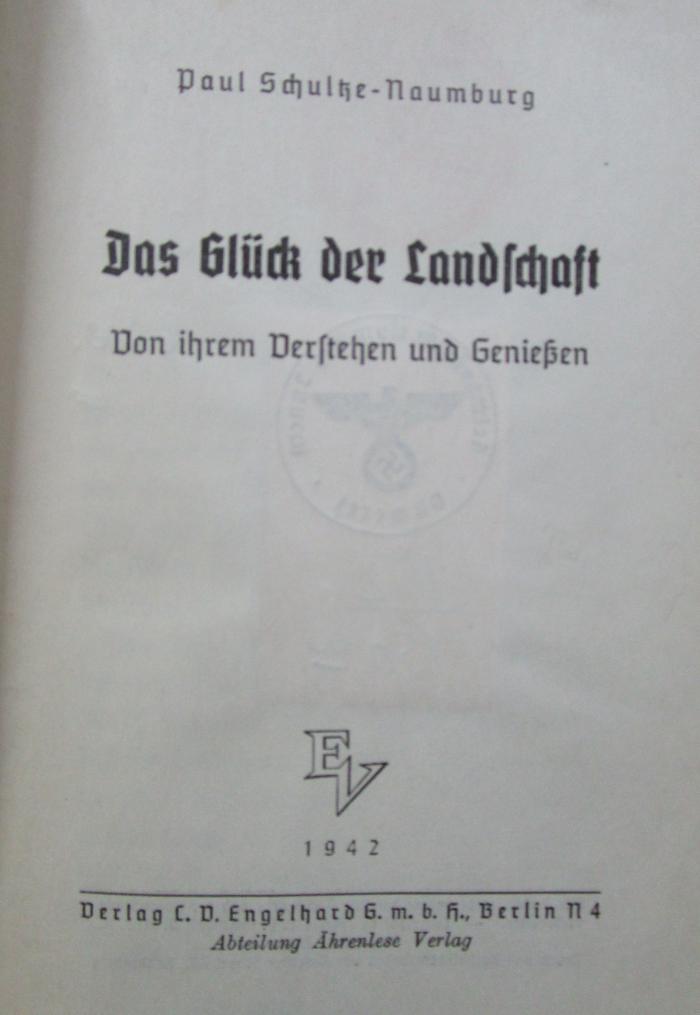 Paul Schultze-Naumburg
Das Glück der Landschaft
Von ihrem Verstehen und Genießen
EV
1942
Verlag C. V. Engelhard G. m. b. H., Berlin N 4
Abteilung Ährenlese Verlag